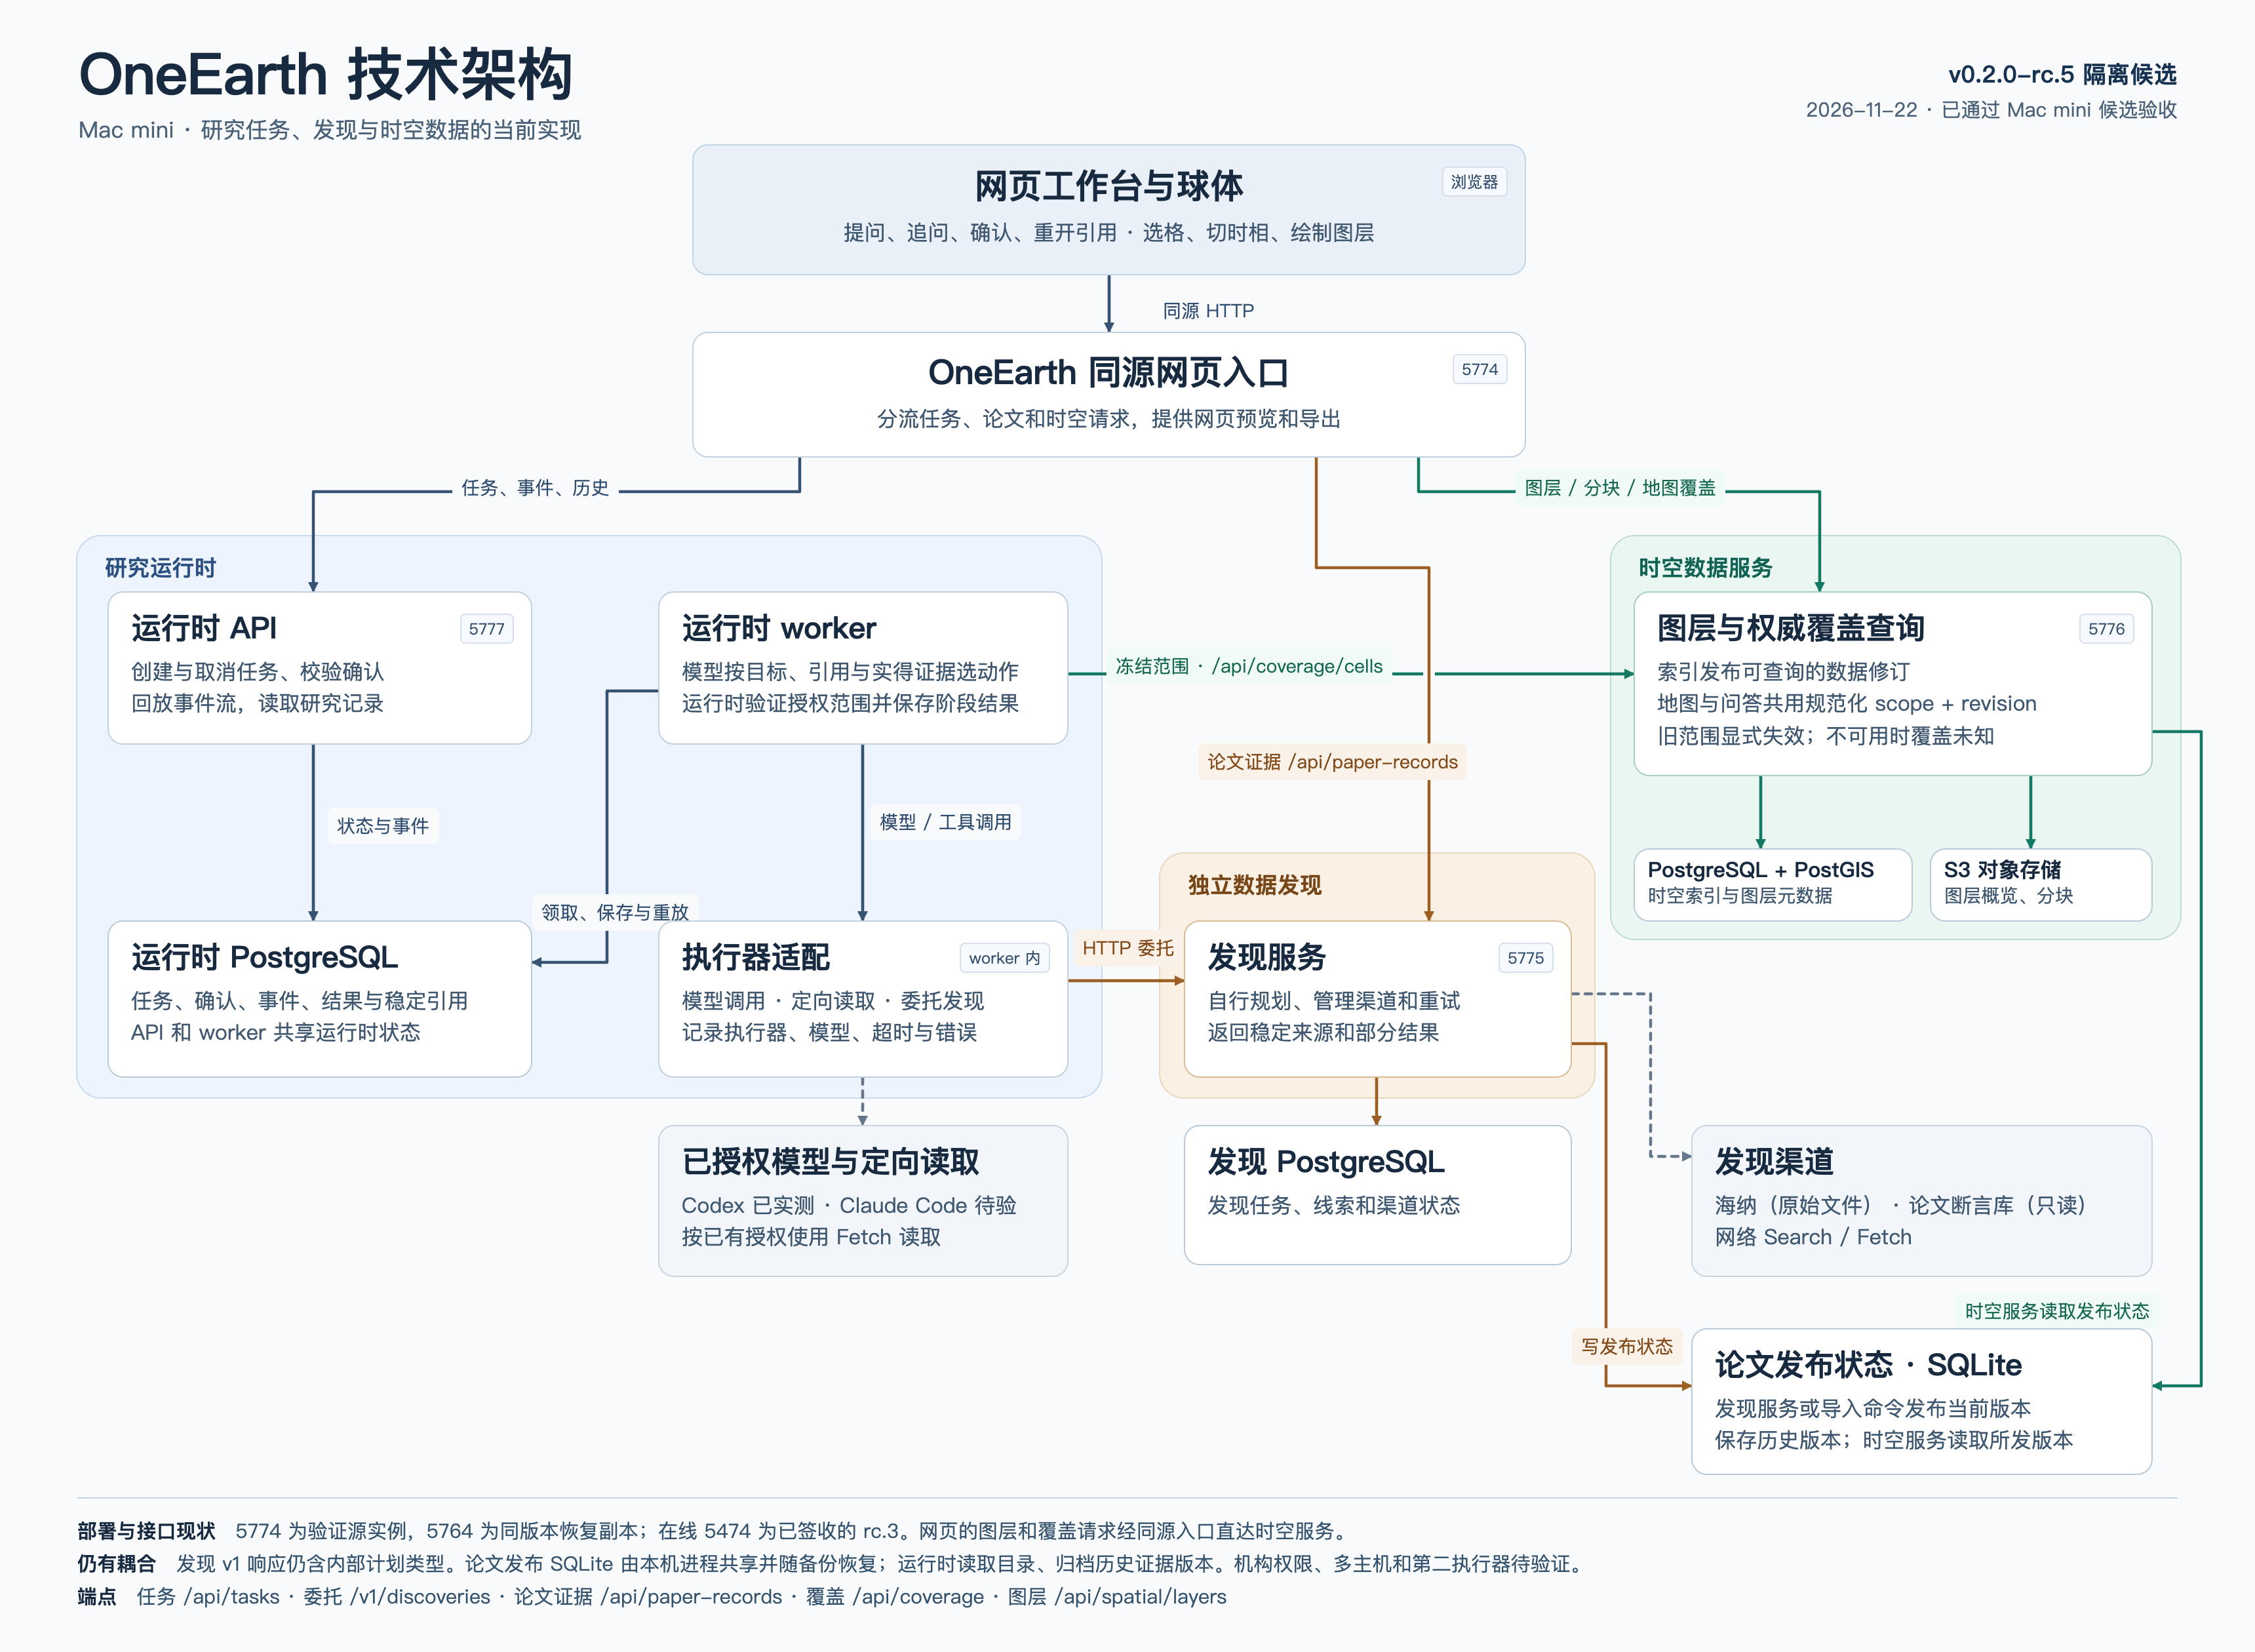 OneEarth 技术架构
Mac mini · 研究任务、发现与时空数据的当前实现
v0.2.0-rc.5 隔离候选
2026-11-22 · 已通过 Mac mini 候选验收
网页工作台与球体
浏览器
提问、追问、确认、重开引用 · 选格、切时相、绘制图层
同源 HTTP
OneEarth 同源网页入口
5774
分流任务、论文和时空请求，提供网页预览和导出
任务、事件、历史
图层 / 分块 / 地图覆盖
研究运行时
运行时 API
5777
创建与取消任务、校验确认
回放事件流，读取研究记录
运行时 worker
模型按目标、引用与实得证据选动作
运行时验证授权范围并保存阶段结果
冻结范围 · /api/coverage/cells
论文证据 /api/paper-records
时空数据服务
图层与权威覆盖查询
5776
索引发布可查询的数据修订
地图与问答共用规范化 scope + revision
旧范围显式失效；不可用时覆盖未知
状态与事件
模型 / 工具调用
领取、保存与重放
PostgreSQL + PostGIS
时空索引与图层元数据
S3 对象存储
图层概览、分块
运行时 PostgreSQL
任务、确认、事件、结果与稳定引用
API 和 worker 共享运行时状态
执行器适配
worker 内
模型调用 · 定向读取 · 委托发现
记录执行器、模型、超时与错误
HTTP 委托
独立数据发现
发现服务
5775
自行规划、管理渠道和重试
返回稳定来源和部分结果
已授权模型与定向读取
Codex 已实测 · Claude Code 待验
按已有授权使用 Fetch 读取
发现 PostgreSQL
发现任务、线索和渠道状态
发现渠道
海纳（原始文件） · 论文断言库（只读）
网络 Search / Fetch
时空服务读取发布状态
写发布状态
论文发布状态 · SQLite
发现服务或导入命令发布当前版本
保存历史版本；时空服务读取所发版本
部署与接口现状 5774 为验证源实例，5764 为同版本恢复副本；在线 5474 为已签收的 rc.3。网页的图层和覆盖请求经同源入口直达时空服务。
仍有耦合 发现 v1 响应仍含内部计划类型。论文发布 SQLite 由本机进程共享并随备份恢复；运行时读取目录、归档历史证据版本。机构权限、多主机和第二执行器待验证。
端点 任务 /api/tasks · 委托 /v1/discoveries · 论文证据 /api/paper-records · 覆盖 /api/coverage · 图层 /api/spatial/layers